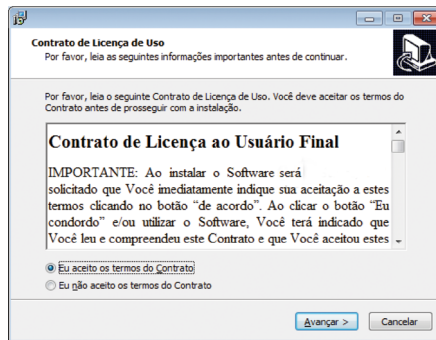 Contrato de Licença de Uso
Por favor, leia as seguintes informações importantes antes de continuar.
Por favor, leia o seguinte Contrato de Licença de Uso. Você deve aceitar os termos do
Contrato antes de prosseguir com a instalação.
Contrato de Licença ao Usuário Final
IMPORTANTE: Ao instalar o Software será
solicitado que Você imediatamente indique sua aceitação a estes
termos clicando no botão “de acordo”. Ao clicar o botão “Eu
condordo” e/ou utilizar o Software, Você terá indicado que
Você leu e compreendeu este Contrato e que Você aceitou estes
Eu aceito os termos do Contrato
Eu não aceito os termos do Contrato
Avançar >
Cancelar